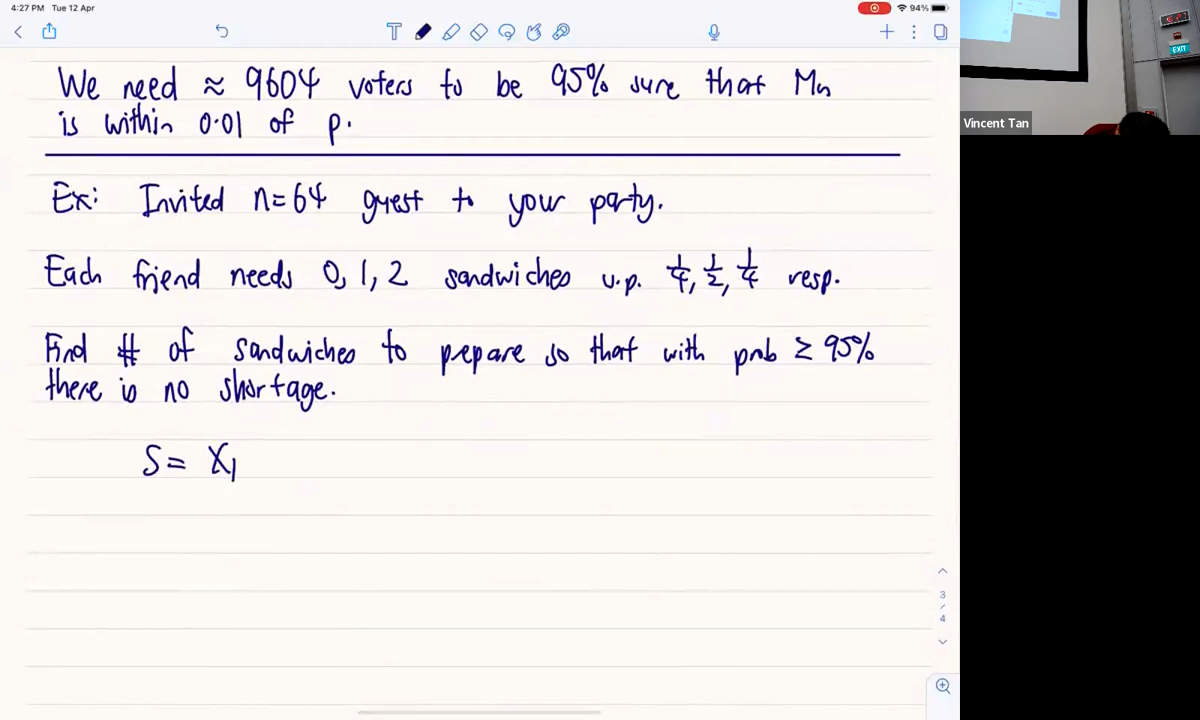 4:27 PM Tue 12 Apr
94%
We need ≈ 9604 voters to be 95% sure that Mn
is within 0.01 of p.
Ex: Invited n=64 guest to your party.
Each friend needs 0, 1, 2 sandwiches w.p. 1/4, 1/2, 1/4 resp.
Find # of sandwiches to prepare so that with prob ≥ 95%
there is no shortage.
S = X1
3
/
4
EXIT
Vincent Tan